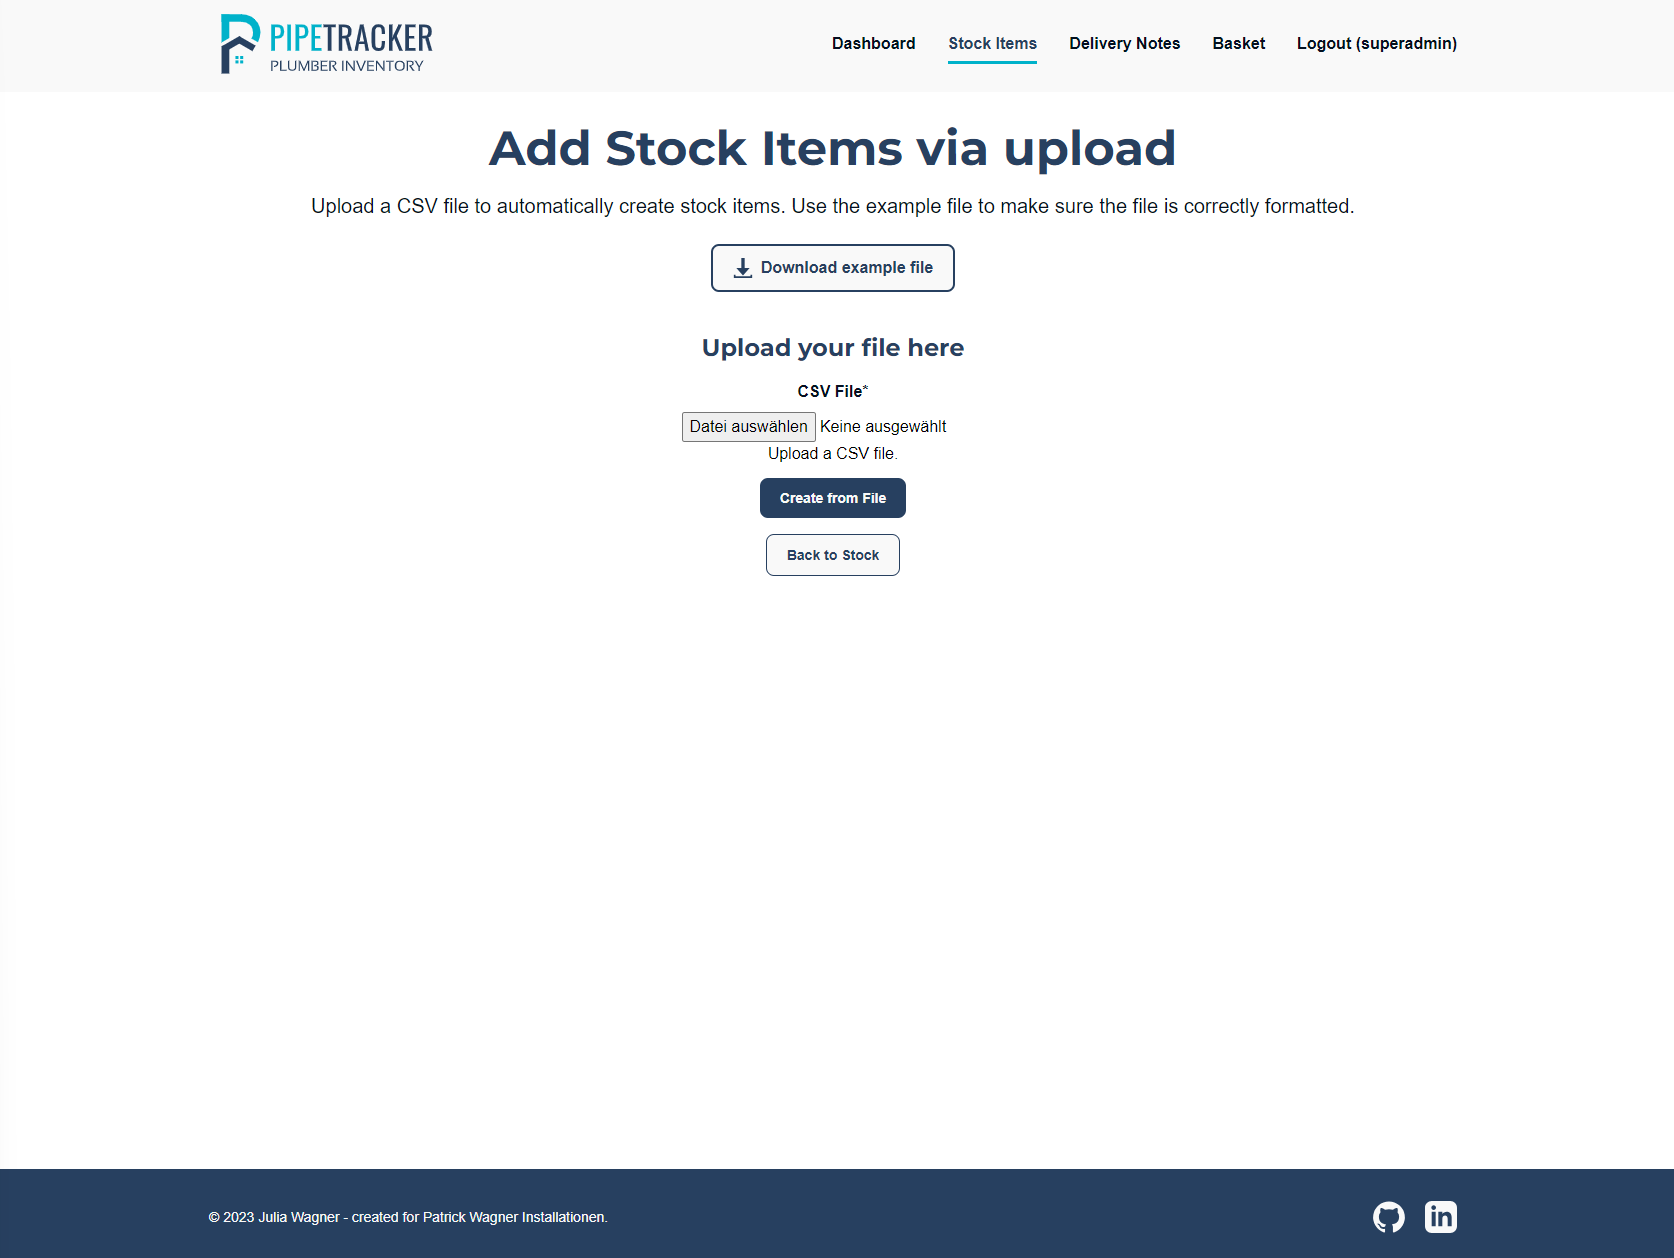 PIPETRACKER
PLUMBER INVENTORY
Dashboard
Stock Items
Delivery Notes
Basket
Logout (superadmin)
Add Stock Items via upload
Upload a CSV file to automatically create stock items. Use the example file to make sure the file is correctly formatted.
Download example file
Upload your file here
CSV File*
Datei auswählen Keine ausgewählt
Upload a CSV file.
Create from File
Back to Stock
© 2023 Julia Wagner - created for Patrick Wagner Installationen.
in